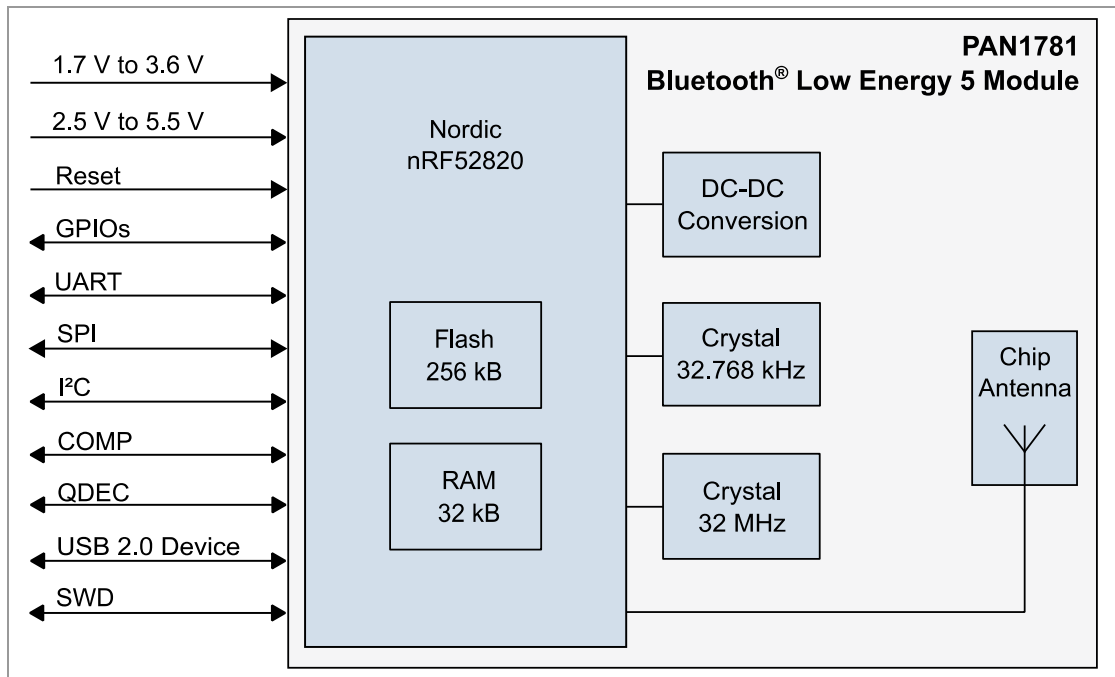 PAN1781
Bluetooth® Low Energy 5 Module
1.7 V to 3.6 V
2.5 V to 5.5 V
Reset
GPIOs
UART
SPI
I²C
COMP
QDEC
USB 2.0 Device
SWD
Nordic
nRF52820
Flash
256 kB
RAM
32 kB
DC-DC
Conversion
Crystal
32.768 kHz
Crystal
32 MHz
Chip
Antenna